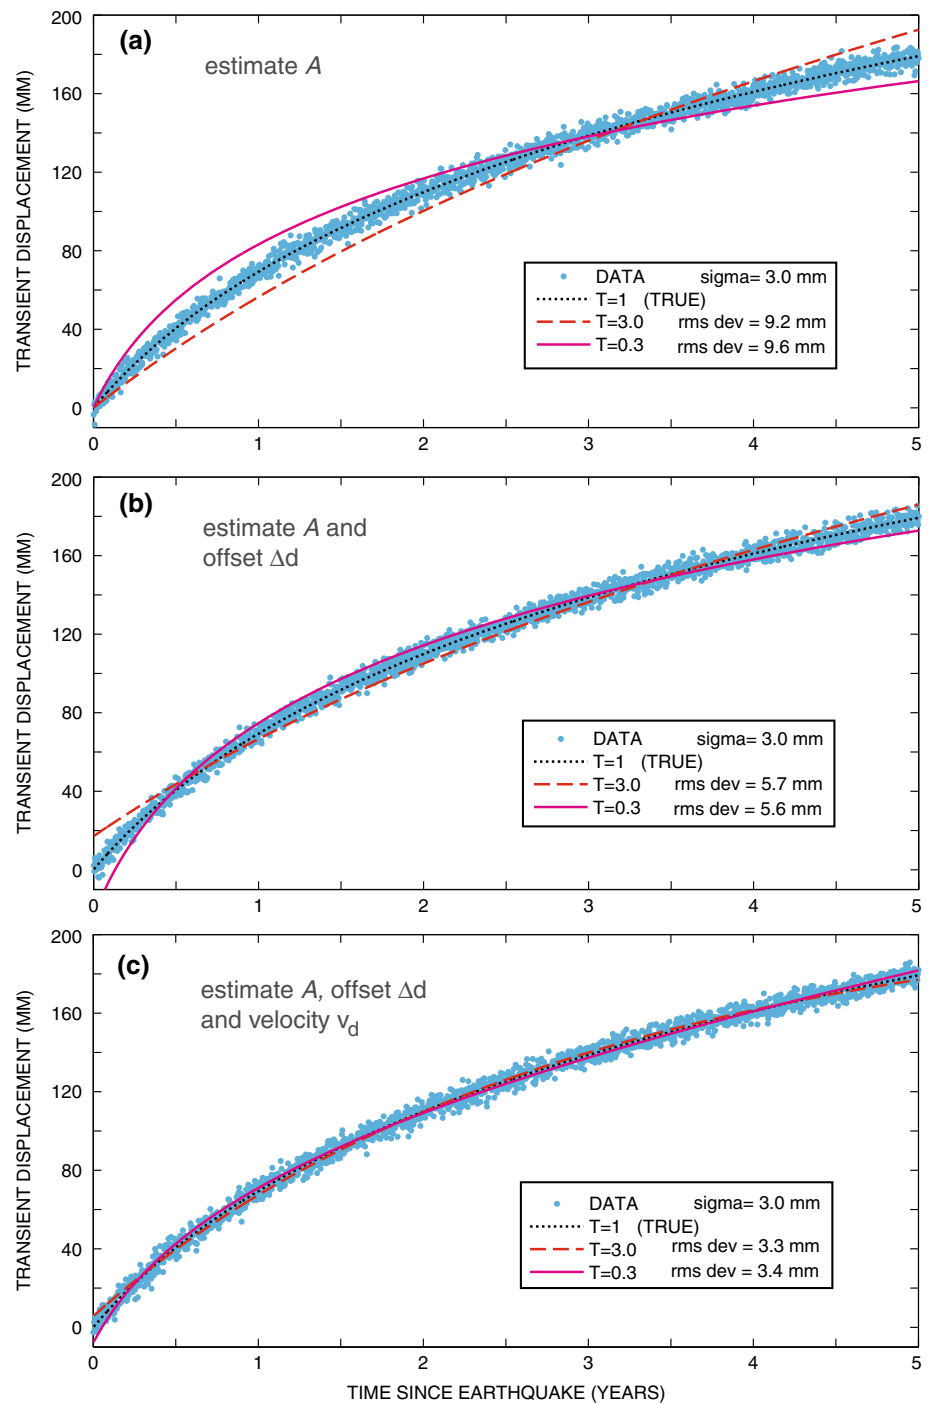 (a)
estimate A
TRANSIENT DISPLACEMENT (MM)
200
160
120
80
40
0
DATA sigma= 3.0 mm
T=1 (TRUE)
T=3.0 rms dev = 9.2 mm
T=0.3 rms dev = 9.6 mm
0 1 2 3 4 5
(b)
estimate A and
offset Δd
TRANSIENT DISPLACEMENT (MM)
200
160
120
80
40
0
DATA sigma= 3.0 mm
T=1 (TRUE)
T=3.0 rms dev = 5.7 mm
T=0.3 rms dev = 5.6 mm
0 1 2 3 4 5
(c)
estimate A, offset Δd
and velocity v_d
TRANSIENT DISPLACEMENT (MM)
200
160
120
80
40
0
DATA sigma= 3.0 mm
T=1 (TRUE)
T=3.0 rms dev = 3.3 mm
T=0.3 rms dev = 3.4 mm
0 1 2 3 4 5
TIME SINCE EARTHQUAKE (YEARS)